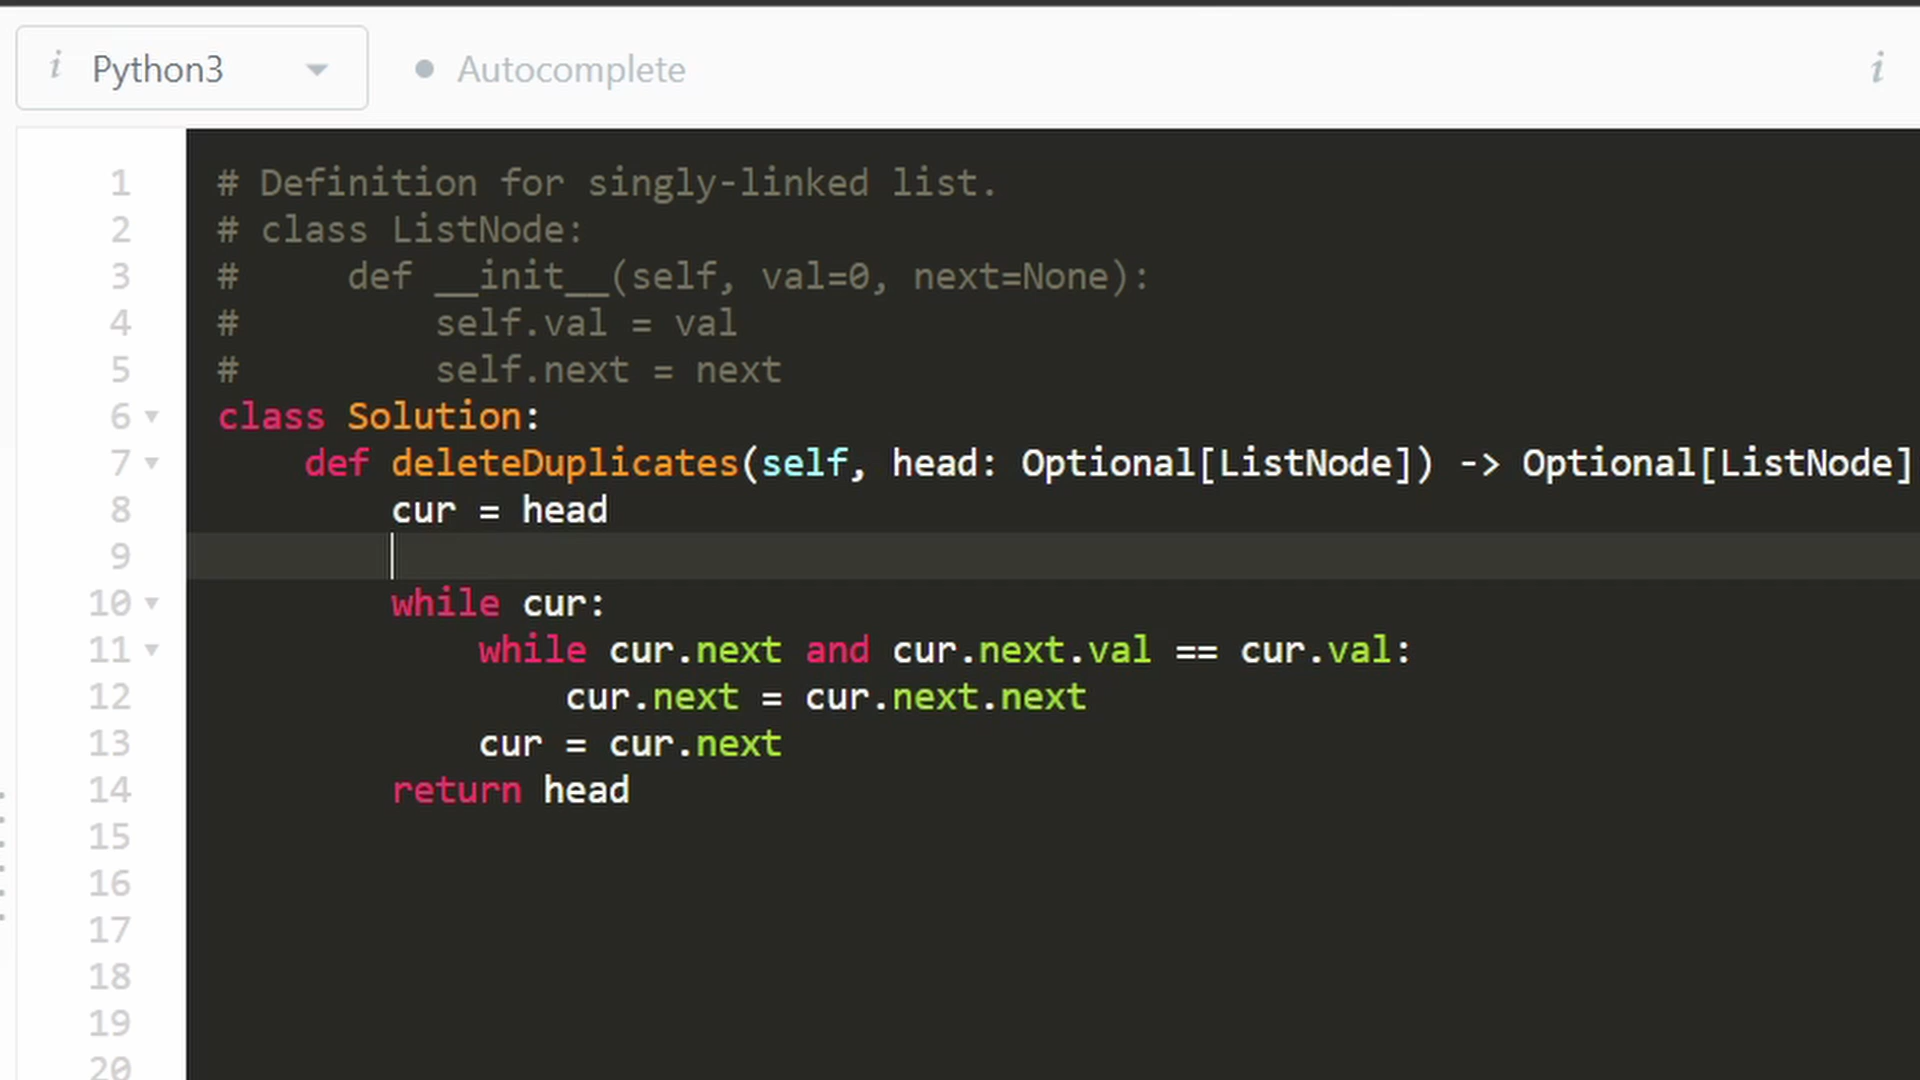 i Python3 Autocomplete i
1 # Definition for singly-linked list.
2 # class ListNode:
3 #     def __init__(self, val=0, next=None):
4 #         self.val = val
5 #         self.next = next
6 class Solution:
7     def deleteDuplicates(self, head: Optional[ListNode]) -> Optional[ListNode]
8         cur = head
9
10         while cur:
11             while cur.next and cur.next.val == cur.val:
12                 cur.next = cur.next.next
13             cur = cur.next
14         return head
15
16
17
18
19
20